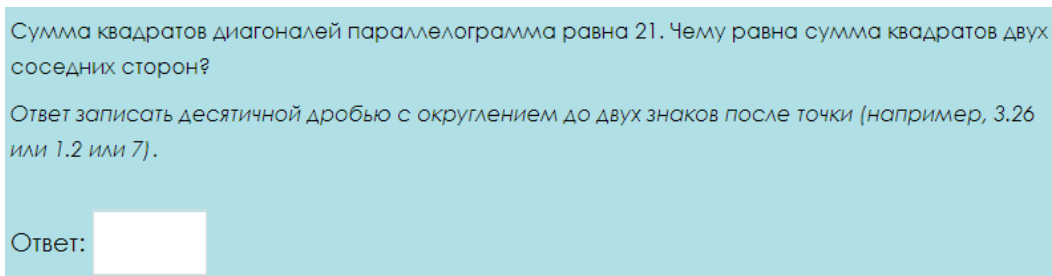 Сумма квадратов диагоналей параллелограмма равна 21. Чему равна сумма квадратов двух
соседних сторон?
Ответ записать десятичной дробью с округлением до двух знаков после точки (например, 3.26
или 1.2 или 7).
Ответ: